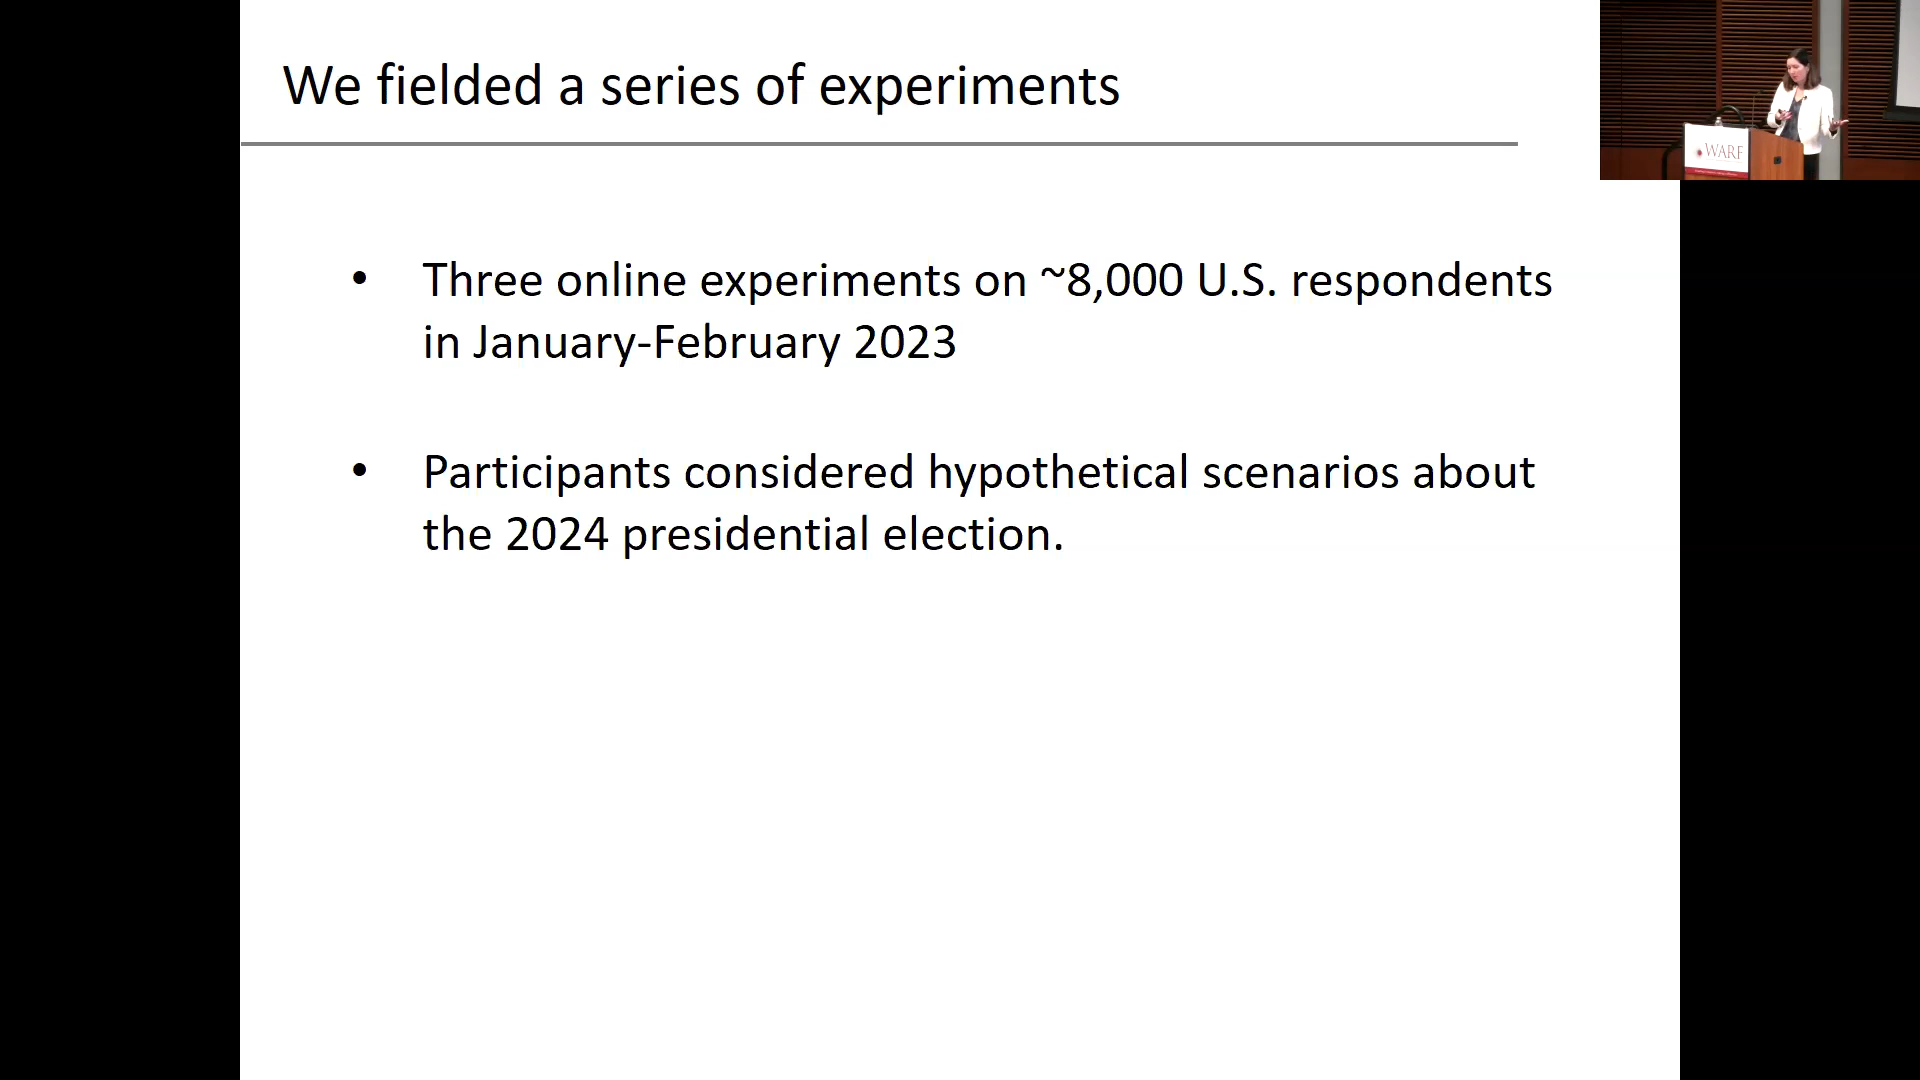 We fielded a series of experiments
• Three online experiments on ~8,000 U.S. respondents
in January-February 2023
• Participants considered hypothetical scenarios about
the 2024 presidential election.
WARF